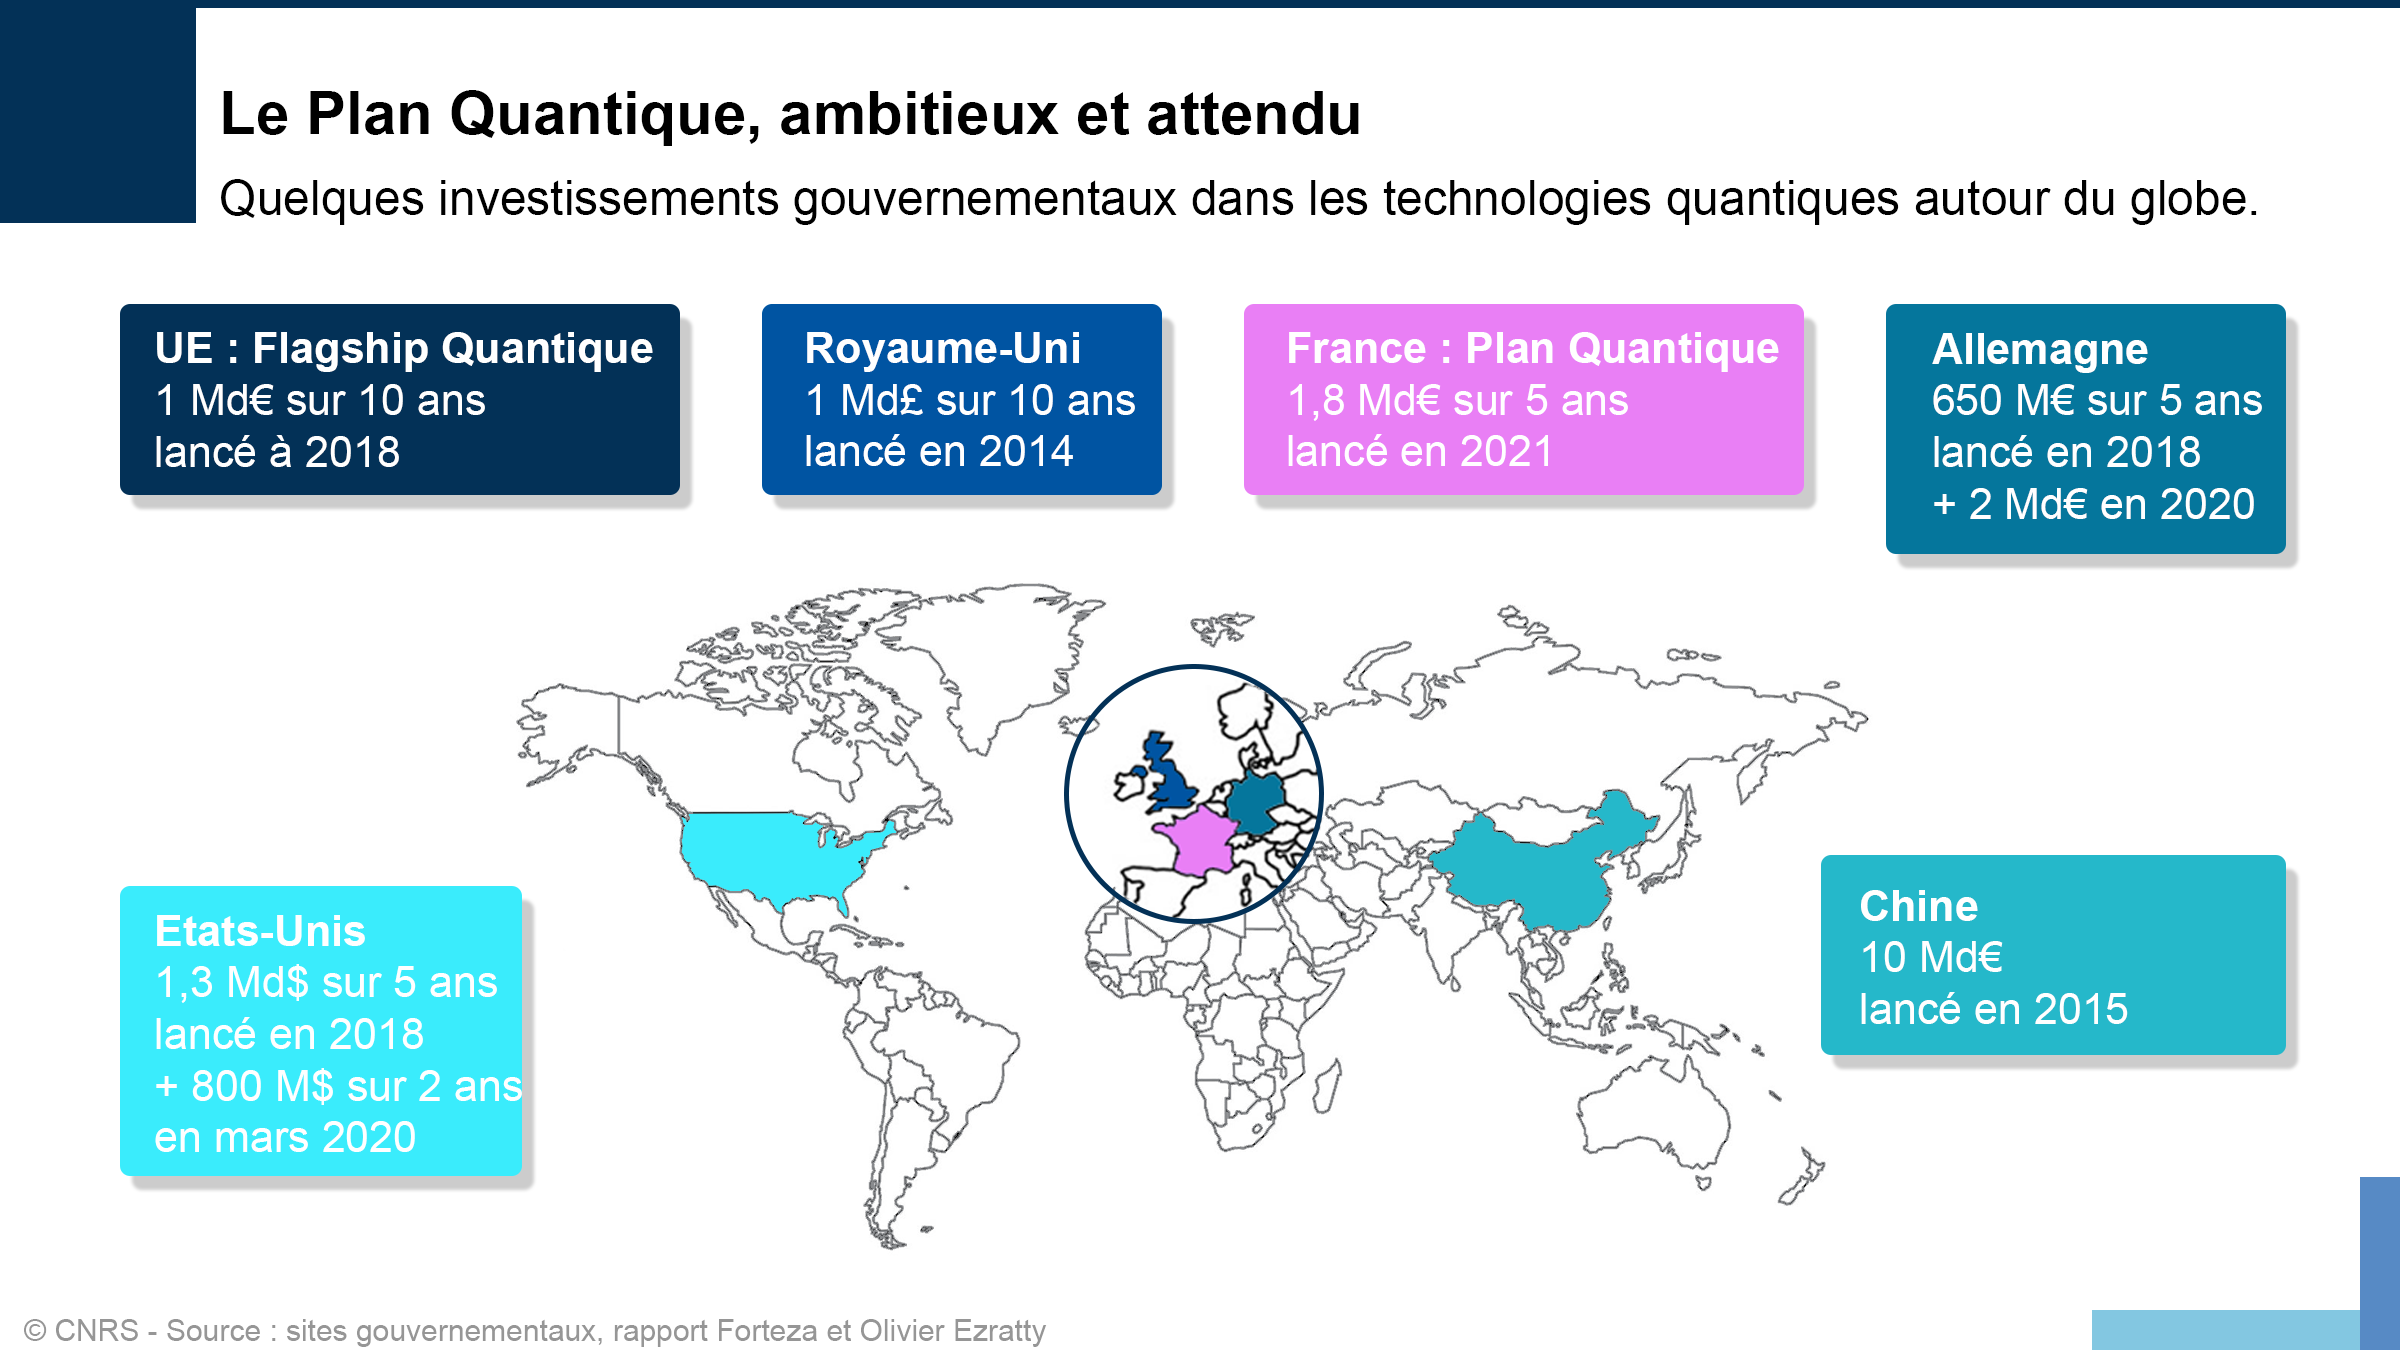 Le Plan Quantique, ambitieux et attendu
Quelques investissements gouvernementaux dans les technologies quantiques autour du globe.
UE : Flagship Quantique
1 Md€ sur 10 ans
lancé à 2018
Royaume-Uni
1 Md£ sur 10 ans
lancé en 2014
France : Plan Quantique
1,8 Md€ sur 5 ans
lancé en 2021
Allemagne
650 M€ sur 5 ans
lancé en 2018
+ 2 Md€ en 2020
Etats-Unis
1,3 Md$ sur 5 ans
lancé en 2018
+ 800 M$ sur 2 ans
en mars 2020
Chine
10 Md€
lancé en 2015
© CNRS - Source : sites gouvernementaux, rapport Forteza et Olivier Ezratty